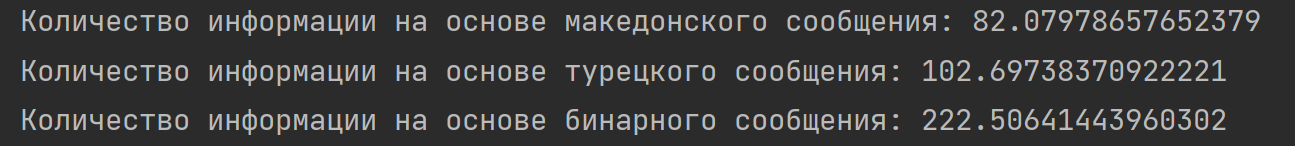 Количество информации на основе македонского сообщения: 82.07978657652379
Количество информации на основе турецкого сообщения: 102.69738370922221
Количество информации на основе бинарного сообщения: 222.50641443960302